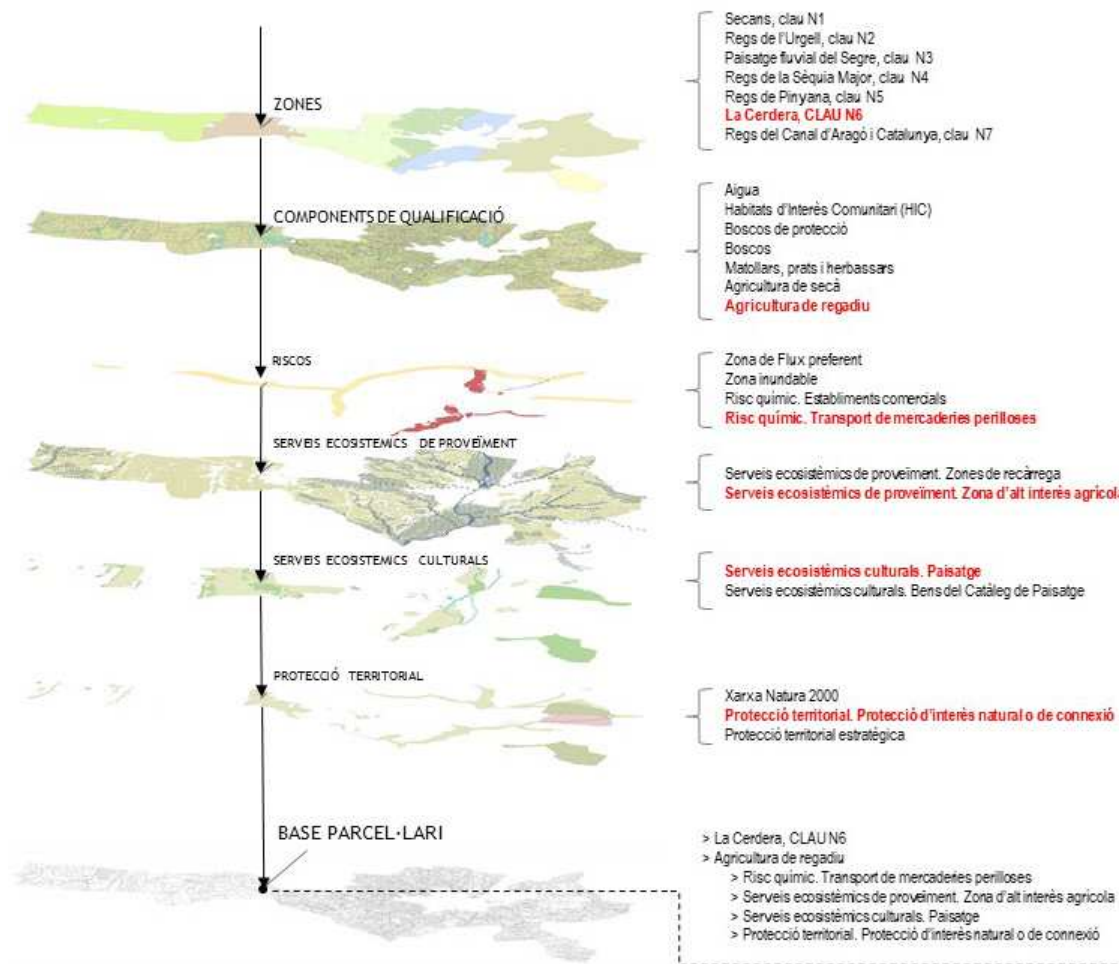 Secans, clau N1
Regs de l'Urgell, clau N2
Paisatge fluvial del Segre, clau N3
Regs de la Sèquia Major, clau N4
Regs de Pinyana, clau N5
La Cerdera, CLAU N6
Regs del Canal d'Aragó i Catalunya, clau N7
ZONES
Aigua
Habitats d'Interès Comunitari (HIC)
Boscos de protecció
Boscos
Matollars, prats i herbassars
Agricultura de secà
Agricultura de regadiu
COMPONENTS DE QUALIFICACIÓ
RISCOS
Zona de Flux preferent
Zona inundable
Risc químic. Establiments comercials
Risc químic. Transport de mercaderies perilloses
SERVEIS ECOSISTEMICS DE PROVEÏMENT
Serveis ecosistèmics de proveïment. Zones de recàrrega
Serveis ecosistèmics de proveïment. Zona d'alt interès agrícola
SERVEIS ECOSISTEMICS CULTURALS
Serveis ecosistèmics culturals. Paisatge
Serveis ecosistèmics culturals. Bens del Catàleg de Paisatge
PROTECCIÓ TERRITORIAL
Xarxa Natura 2000
Protecció territorial. Protecció d'interès natural o de connexió
Protecció territorial estratègica
BASE PARCEL·LARI
> La Cerdera, CLAU N6
> Agricultura de regadiu
> Risc químic. Transport de mercaderies perilloses
> Serveis ecosistèmics de proveïment. Zona d'alt interès agrícola
> Serveis ecosistèmics culturals. Paisatge
> Protecció territorial. Protecció d'interès natural o de connexió